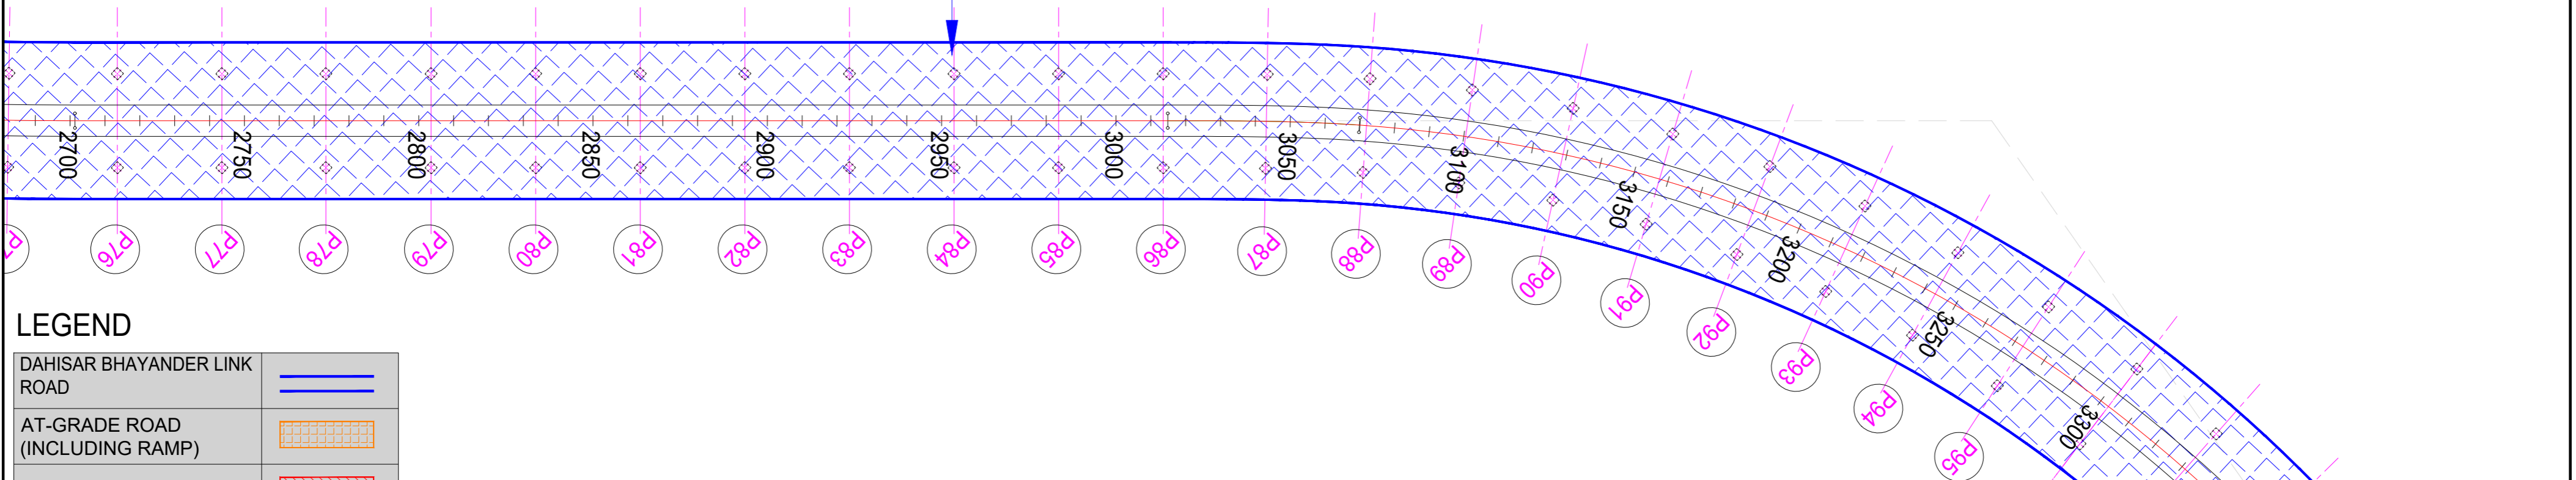 2700
2750
2800
2850
2900
2950
3000
3050
3100
3150
3200
3250
3300
P76
P77
P78
P79
P80
P81
P82
P83
P84
P85
P86
P87
P88
P89
P90
P91
P92
P93
P94
P95
LEGEND
DAHISAR BHAYANDER LINK
ROAD
AT-GRADE ROAD
(INCLUDING RAMP)